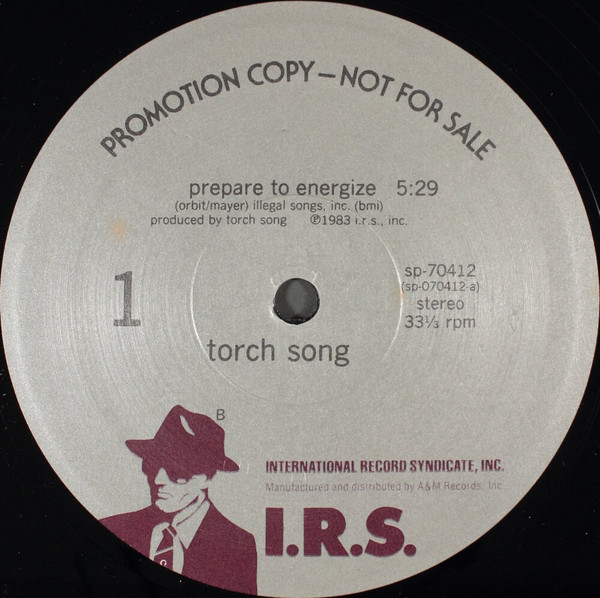 PROMOTION COPY – NOT FOR SALE
prepare to energize 5:29
(orbit/mayer) illegal songs, inc. (bmi)
produced by torch song ℗1983 i.r.s., inc.
1
sp-70412
(sp-070412-a)
stereo
33⅓ rpm
torch song
B
INTERNATIONAL RECORD SYNDICATE, INC.
Manufactured and distributed by A&M Records, Inc
I.R.S.